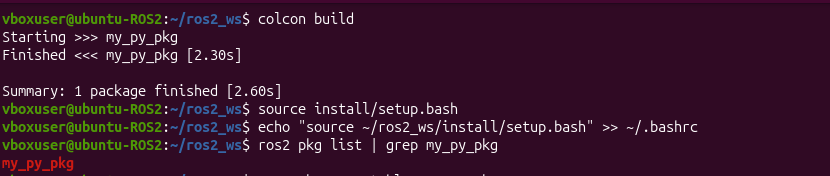 vboxuser@ubuntu-ROS2:~/ros2_ws$ colcon build
Starting >>> my_py_pkg
Finished <<< my_py_pkg [2.30s]

Summary: 1 package finished [2.60s]
vboxuser@ubuntu-ROS2:~/ros2_ws$ source install/setup.bash
vboxuser@ubuntu-ROS2:~/ros2_ws$ echo "source ~/ros2_ws/install/setup.bash" >> ~/.bashrc
vboxuser@ubuntu-ROS2:~/ros2_ws$ ros2 pkg list | grep my_py_pkg
my_py_pkg